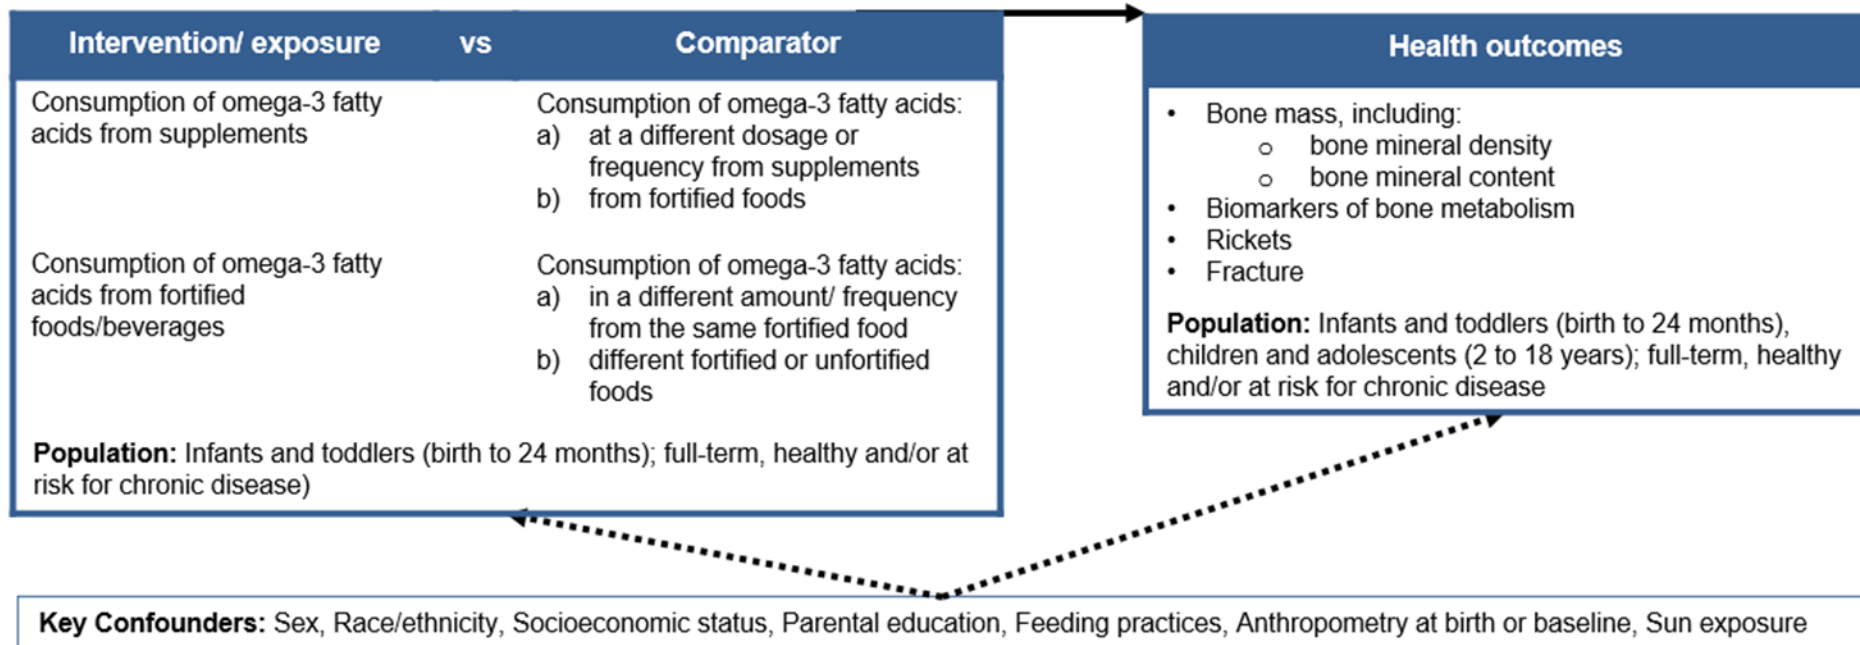 Intervention/ exposure vs Comparator
Consumption of omega-3 fatty
acids from supplements
Consumption of omega-3 fatty acids:
a) at a different dosage or
frequency from supplements
b) from fortified foods
Consumption of omega-3 fatty
acids from fortified
foods/beverages
Consumption of omega-3 fatty acids:
a) in a different amount/ frequency
from the same fortified food
b) different fortified or unfortified
foods
Population: Infants and toddlers (birth to 24 months); full-term, healthy and/or at
risk for chronic disease)
Health outcomes
• Bone mass, including:
o bone mineral density
o bone mineral content
• Biomarkers of bone metabolism
• Rickets
• Fracture
Population: Infants and toddlers (birth to 24 months),
children and adolescents (2 to 18 years); full-term, healthy
and/or at risk for chronic disease
Key Confounders: Sex, Race/ethnicity, Socioeconomic status, Parental education, Feeding practices, Anthropometry at birth or baseline, Sun exposure